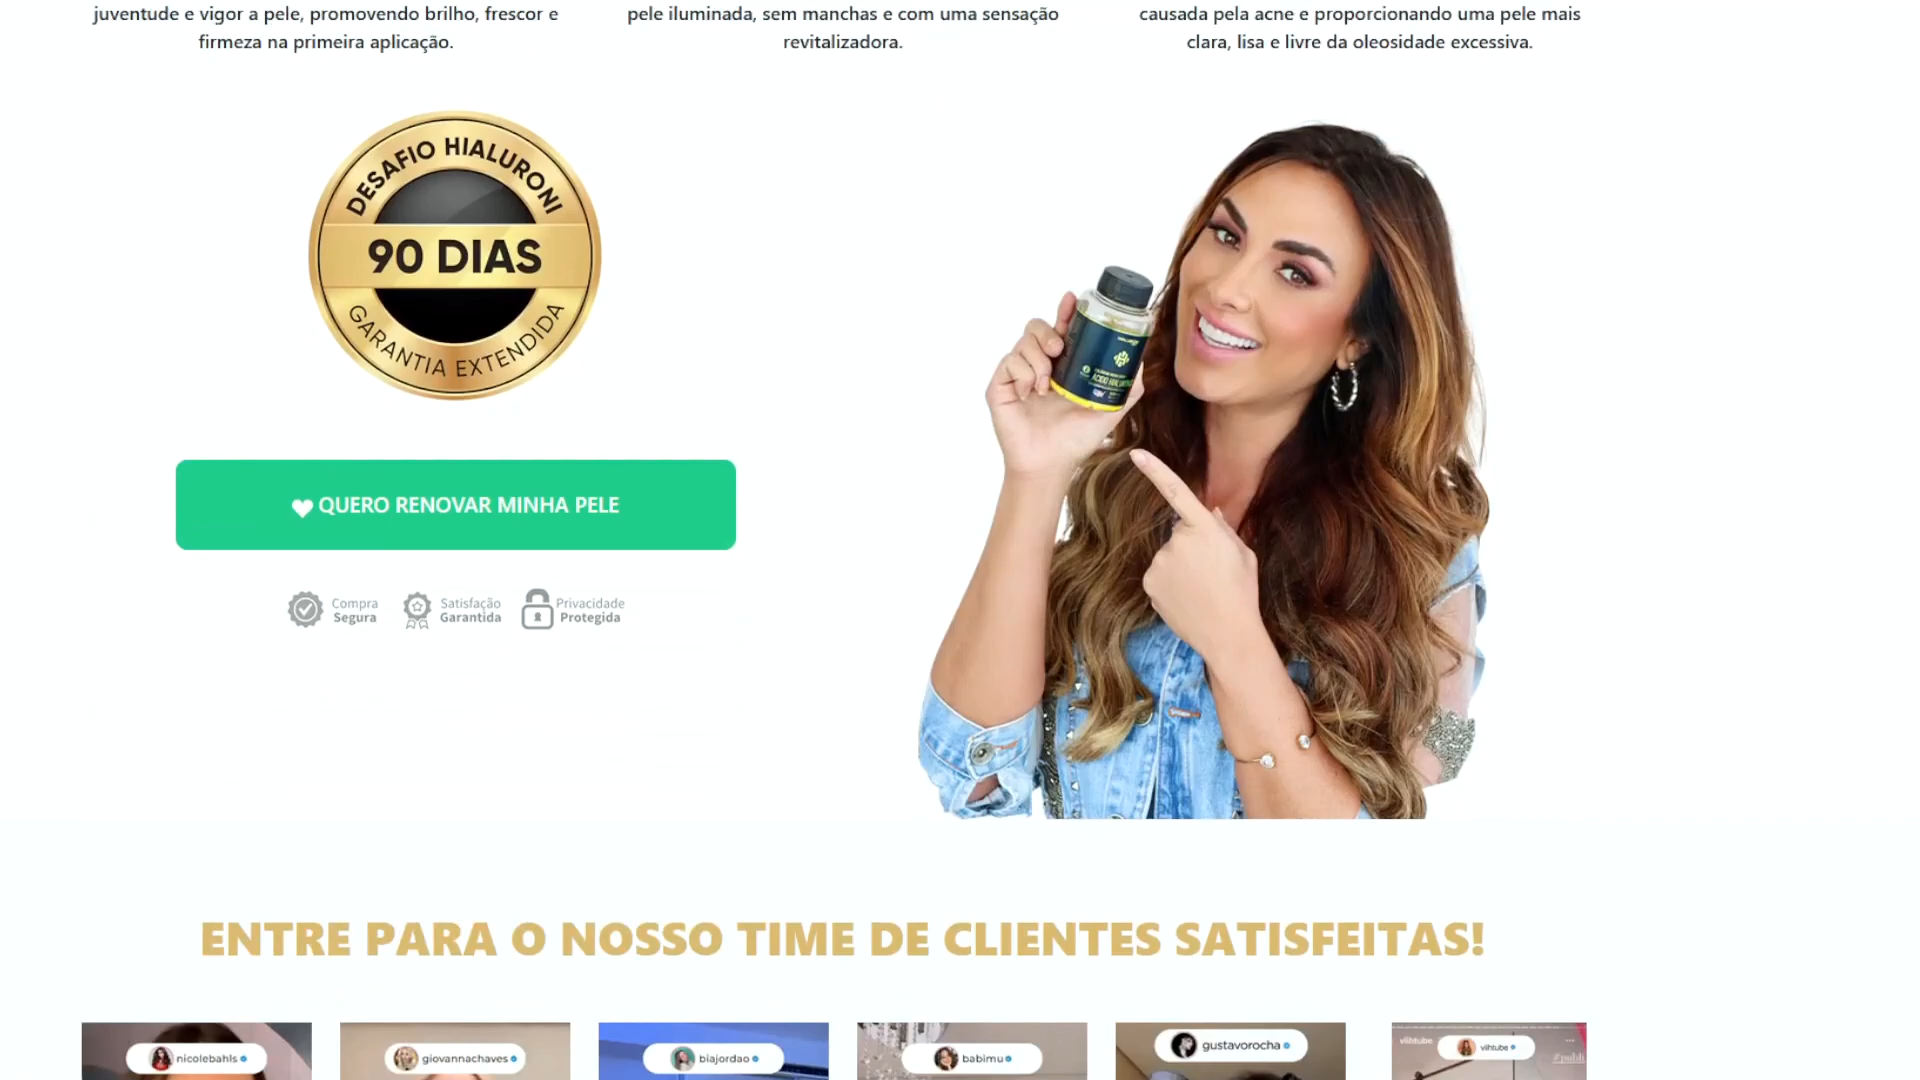 juventude e vigor a pele, promovendo brilho, frescor e
firmeza na primeira aplicação.
pele iluminada, sem manchas e com uma sensação
revitalizadora.
causada pela acne e proporcionando uma pele mais
clara, lisa e livre da oleosidade excessiva.
DESAFIO HIALURONI
90 DIAS
GARANTIA EXTENDIDA
QUERO RENOVAR MINHA PELE
Compra
Segura
Satisfação
Garantida
Privacidade
Protegida
ENTRE PARA O NOSSO TIME DE CLIENTES SATISFEITAS!
nicolebahls
giovannachaves
biajordao
babimu
gustavorocha
viihtube
viihtube
#publi